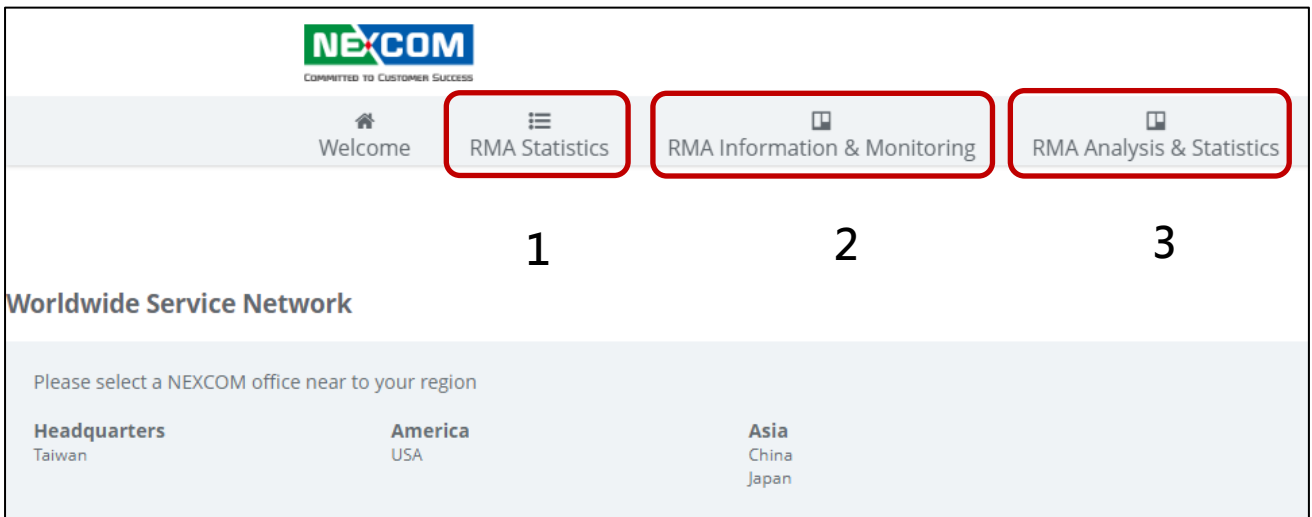 NEXCOM
COMMITTED TO CUSTOMER SUCCESS
Welcome RMA Statistics RMA Information & Monitoring RMA Analysis & Statistics
1 2 3
Worldwide Service Network
Please select a NEXCOM office near to your region
Headquarters America Asia
Taiwan USA China
Japan